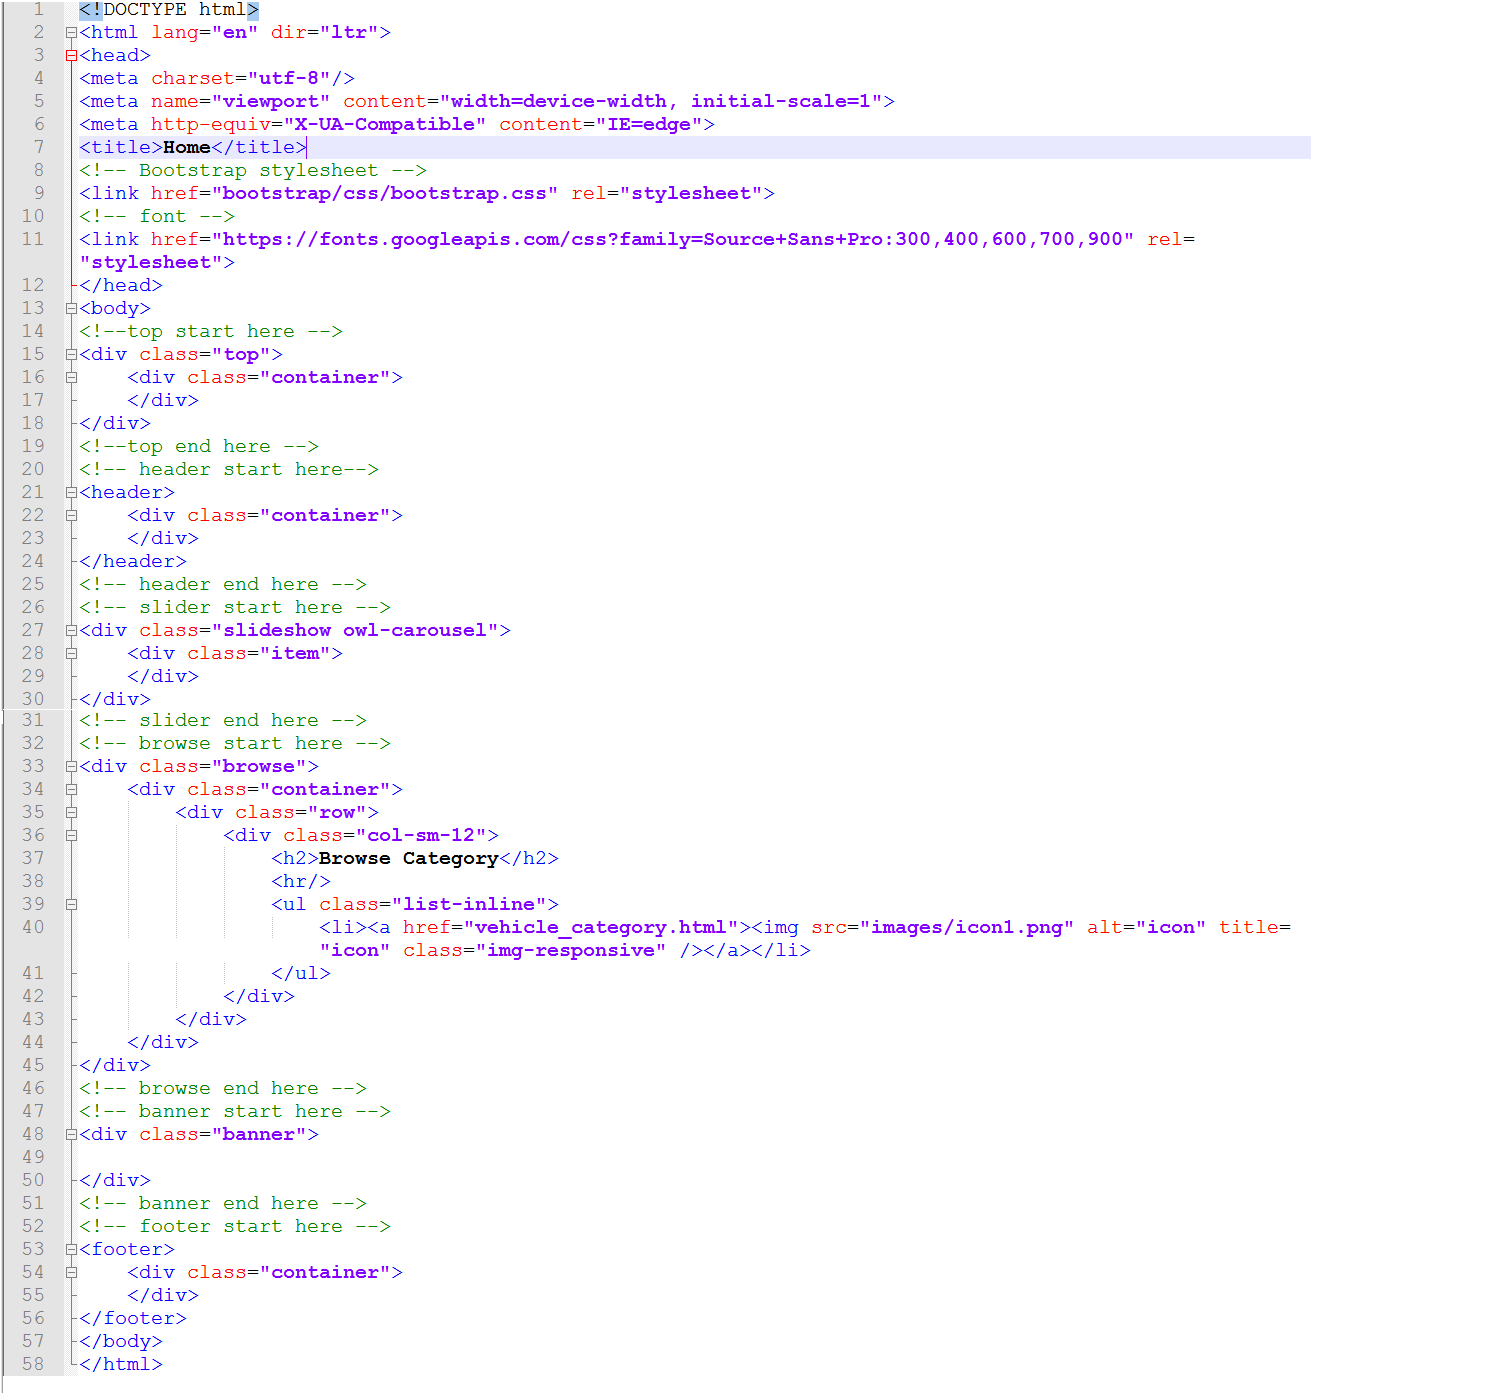 1 <!DOCTYPE html>
2 <html lang="en" dir="ltr">
3 <head>
4 <meta charset="utf-8"/>
5 <meta name="viewport" content="width=device-width, initial-scale=1">
6 <meta http-equiv="X-UA-Compatible" content="IE=edge">
7 <title>Home</title>
8 <!-- Bootstrap stylesheet -->
9 <link href="bootstrap/css/bootstrap.css" rel="stylesheet">
10 <!-- font -->
11 <link href="https://fonts.googleapis.com/css?family=Source+Sans+Pro:300,400,600,700,900" rel=
"stylesheet">
12 </head>
13 <body>
14 <!--top start here -->
15 <div class="top">
16     <div class="container">
17     </div>
18 </div>
19 <!--top end here -->
20 <!-- header start here-->
21 <header>
22     <div class="container">
23     </div>
24 </header>
25 <!-- header end here -->
26 <!-- slider start here -->
27 <div class="slideshow owl-carousel">
28     <div class="item">
29     </div>
30 </div>
31 <!-- slider end here -->
32 <!-- browse start here -->
33 <div class="browse">
34     <div class="container">
35         <div class="row">
36             <div class="col-sm-12">
37                 <h2>Browse Category</h2>
38                 <hr/>
39                 <ul class="list-inline">
40                     <li><a href="vehicle_category.html"><img src="images/icon1.png" alt="icon" title=
                    "icon" class="img-responsive" /></a></li>
41                 </ul>
42             </div>
43         </div>
44     </div>
45 </div>
46 <!-- browse end here -->
47 <!-- banner start here -->
48 <div class="banner">
49
50 </div>
51 <!-- banner end here -->
52 <!-- footer start here -->
53 <footer>
54     <div class="container">
55     </div>
56 </footer>
57 </body>
58 </html>